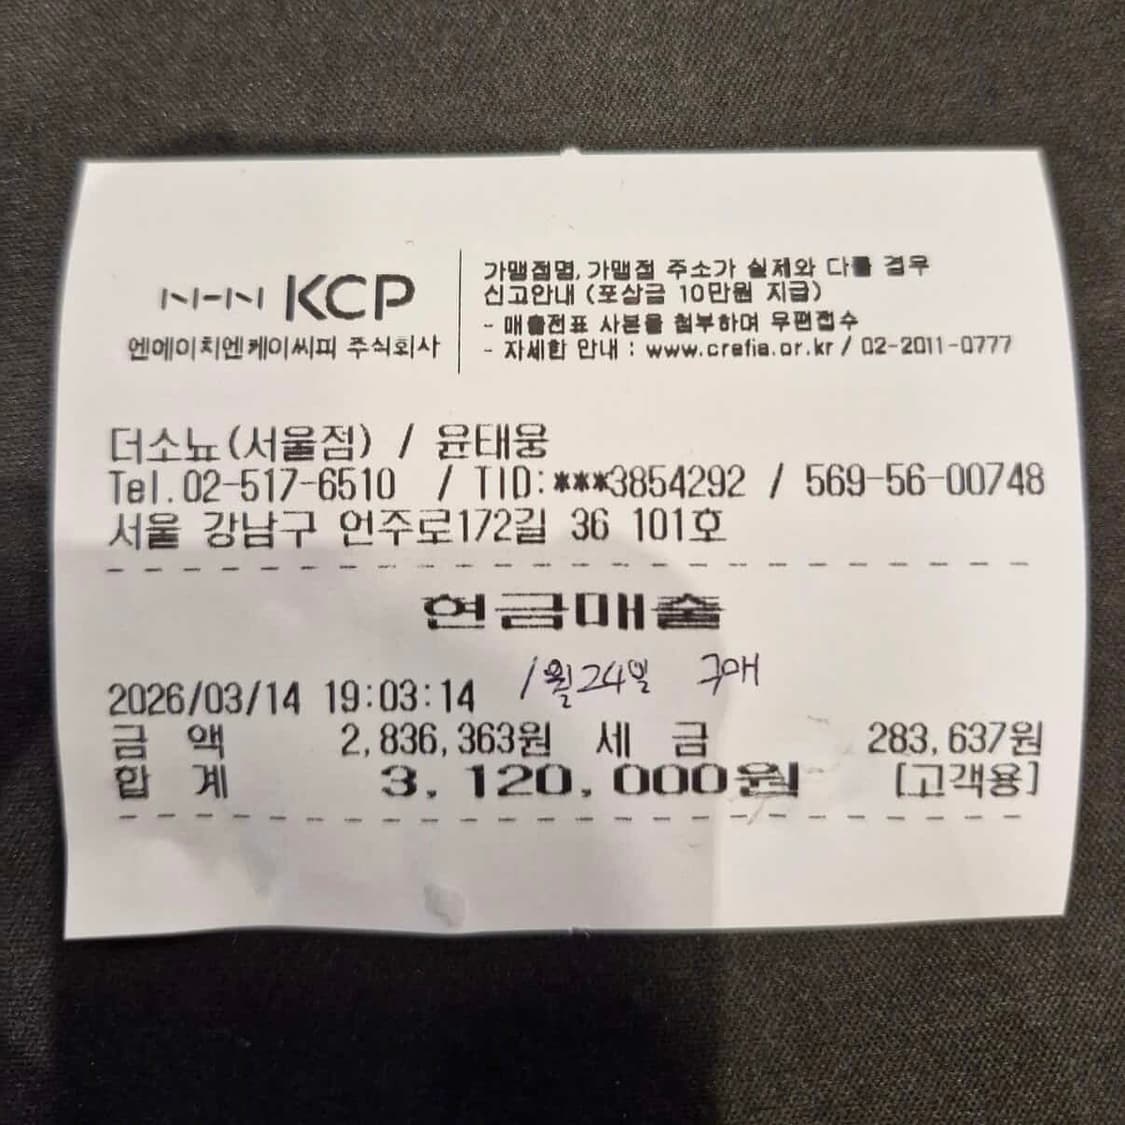 NHN KCP
엔에이치엔케이씨피 주식회사
가맹점명, 가맹점 주소가 실제와 다를 경우
신고안내 (포상금 10만원 지급)
- 매출전표 사본을 첨부하며 우편접수
- 자세한 안내 : www.crefia.or.kr / 02-2011-0777
더소뇨(서울점) / 윤태웅
Tel.02-517-6510 / TID:***3854292 / 569-56-00748
서울 강남구 언주로172길 36 101호
현금매출
1월24일 구매
2026/03/14 19:03:14
금 액 2,836,363원 세 금 283,637원
합 계 3,120,000원 [고객용]